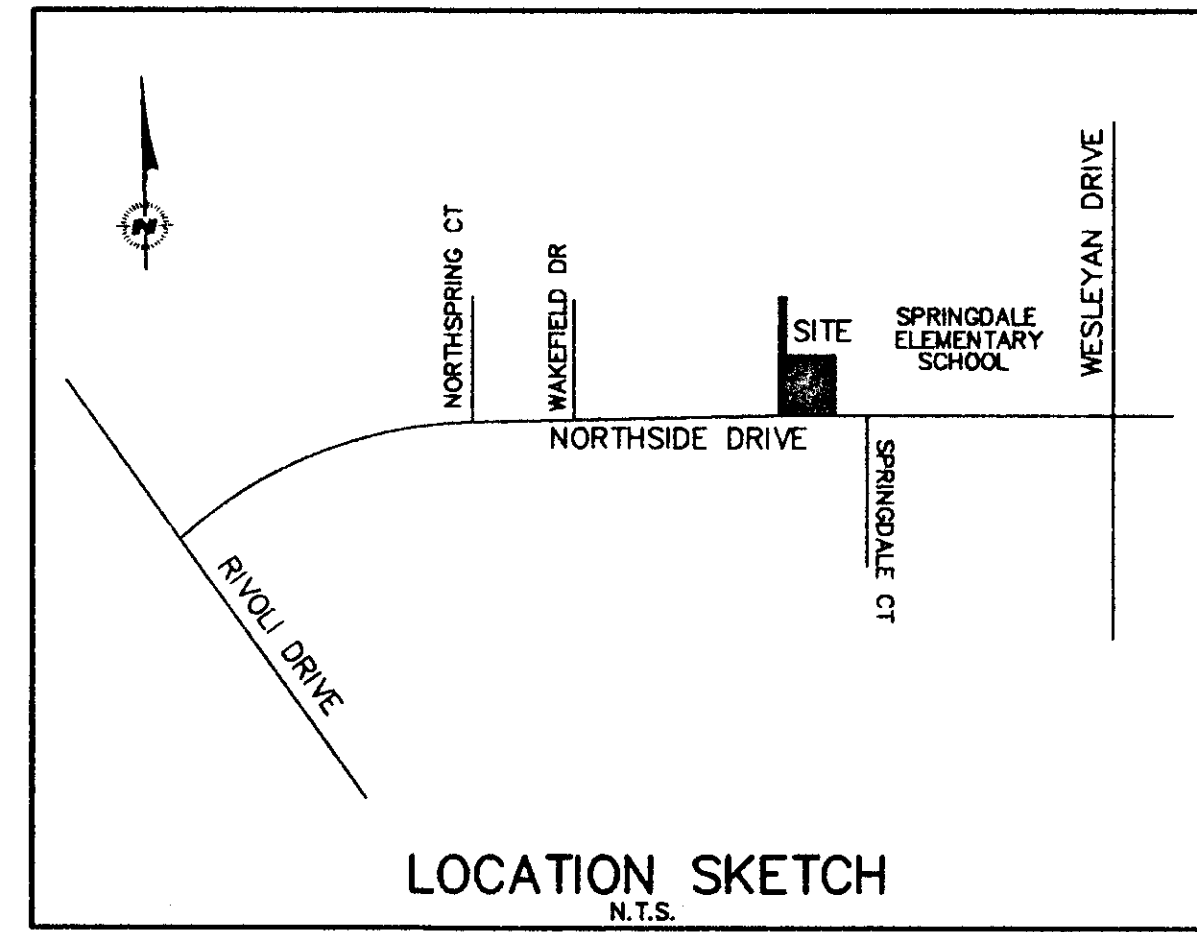 N
NORTHSPRING CT
WAKEFIELD DR
SITE
SPRINGDALE
ELEMENTARY
SCHOOL
WESLEYAN DRIVE
NORTHSIDE DRIVE
SPRINGDALE CT
RIVOLI DRIVE
LOCATION SKETCH
N.T.S.